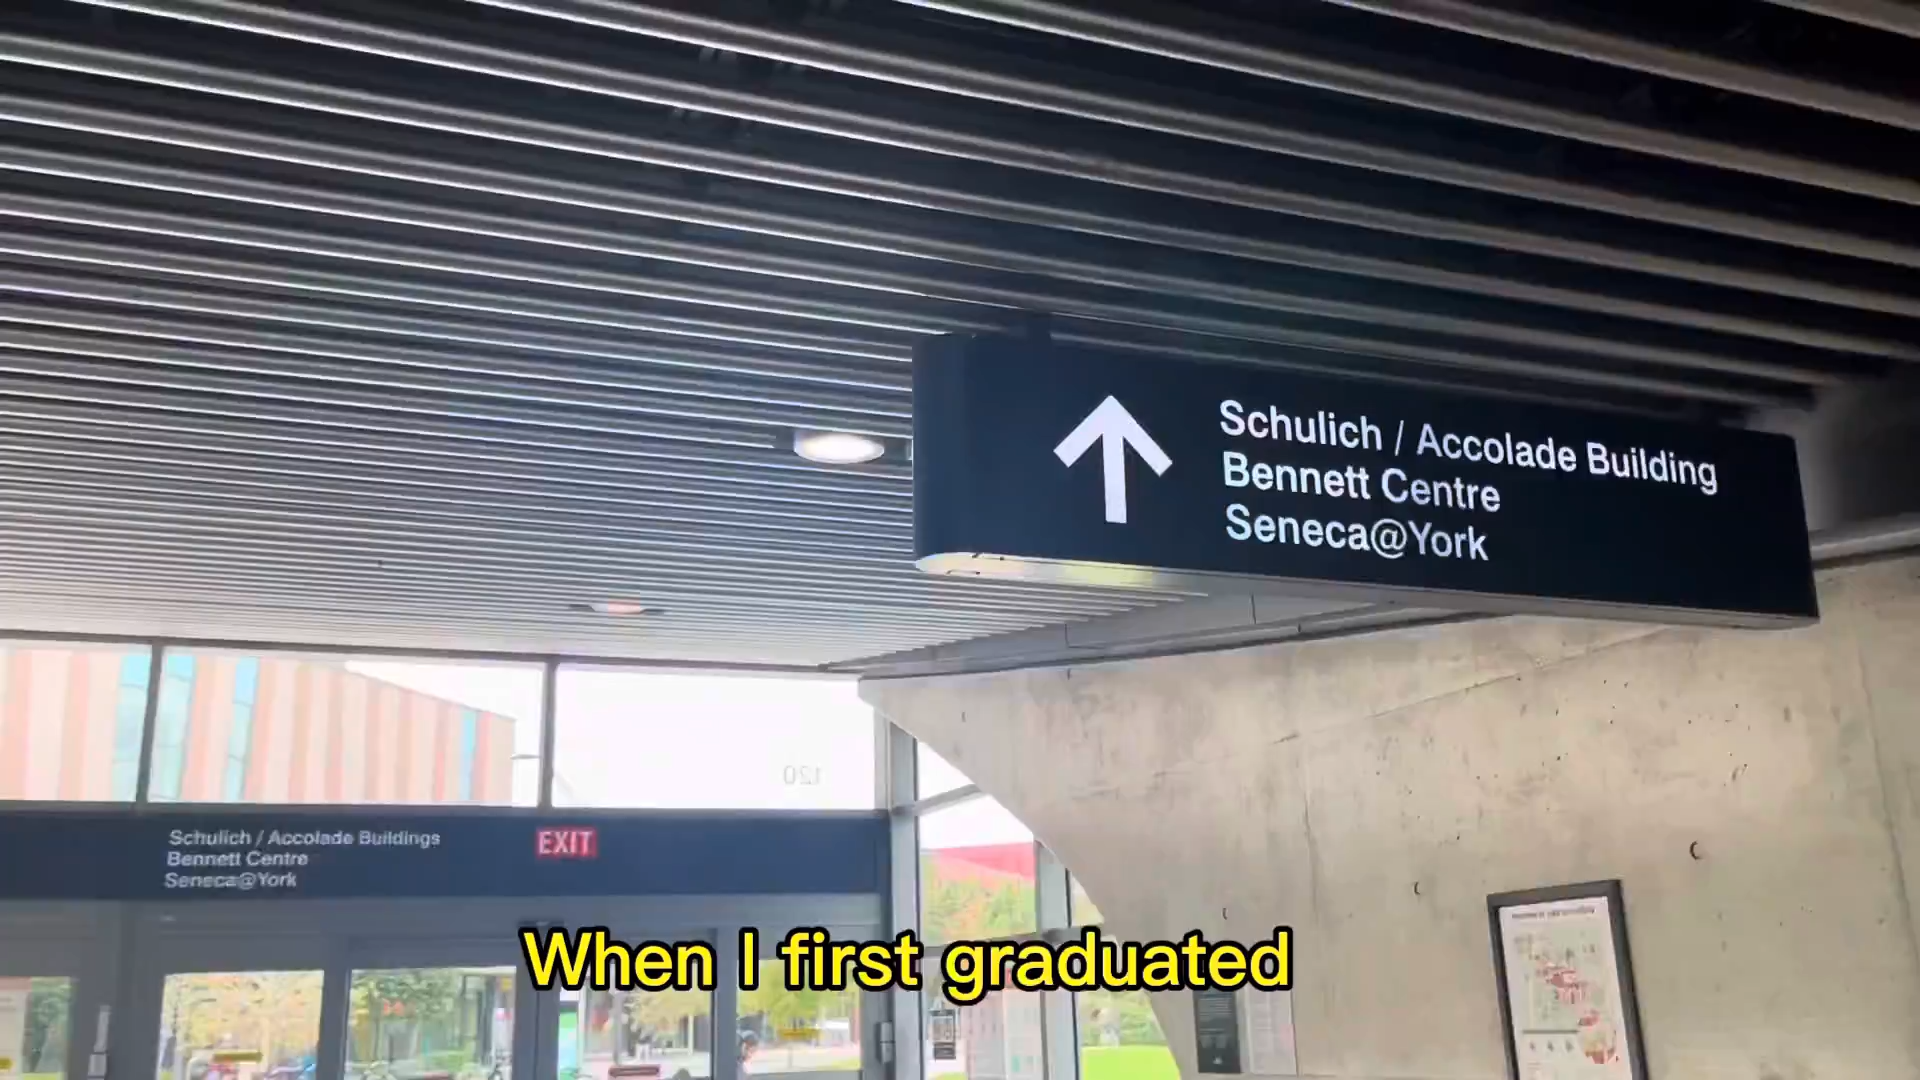 Schulich / Accolade Building
Bennett Centre
Seneca@York
120
Schulich / Accolade Buildings
Bennett Centre
Seneca@York
EXIT
When I first graduated